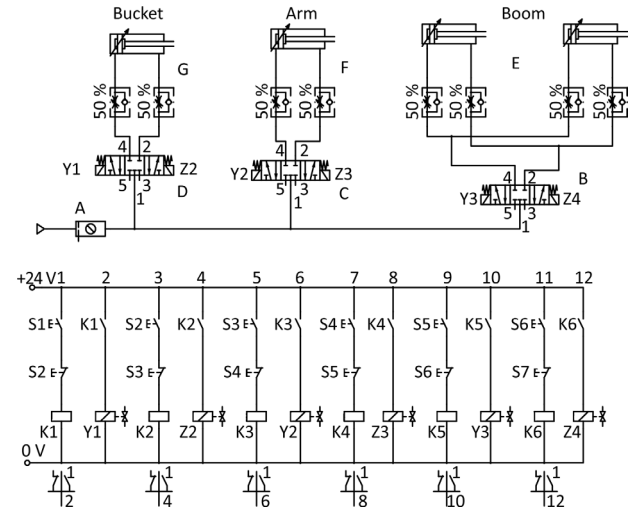 Bucket Arm Boom
G F E
50 % 50 % 50 % 50 % 50 % 50 % 50 % 50 %
4 2 4 2
Y1 Z2 Y2 Z3 4 2 B
5 3 D 5 3 C Y3 Z4
1 1 5 3
A 1
+24 V1 2 3 4 5 6 7 8 9 10 11 12
S1 K1 S2 K2 S3 K3 S4 K4 S5 K5 S6 K6
S2 S3 S4 S5 S6 S7
K1 Y1 K2 Z2 K3 Y2 K4 Z3 K5 Y3 K6 Z4
0 V
1 1 1 1 1 1
2 4 6 8 10 12